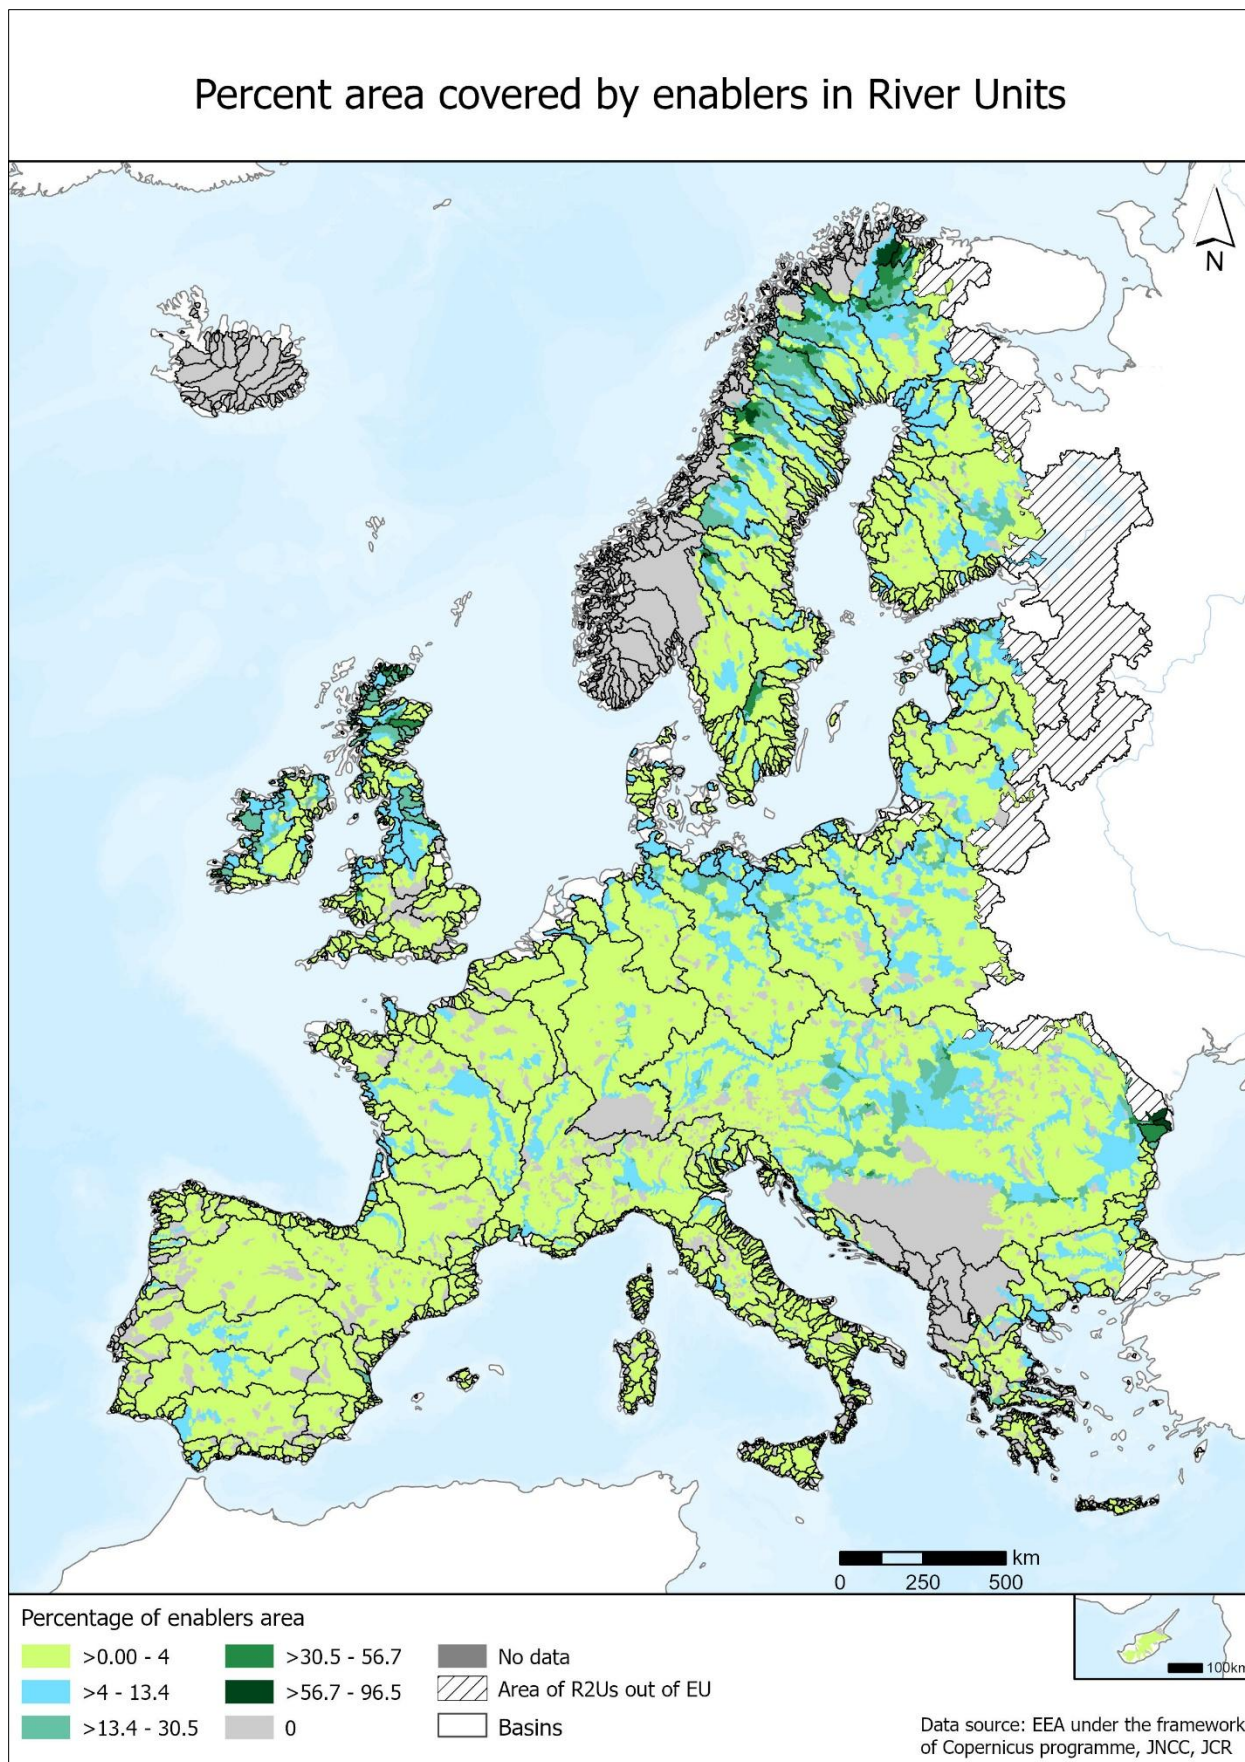 Percent area covered by enablers in River Units
N
km
0 250 500
Percentage of enablers area
>0.00 - 4
>4 - 13.4
>13.4 - 30.5
>30.5 - 56.7
>56.7 - 96.5
0
No data
Area of R2Us out of EU
Basins
100km
Data source: EEA under the framework
of Copernicus programme, JNCC, JCR